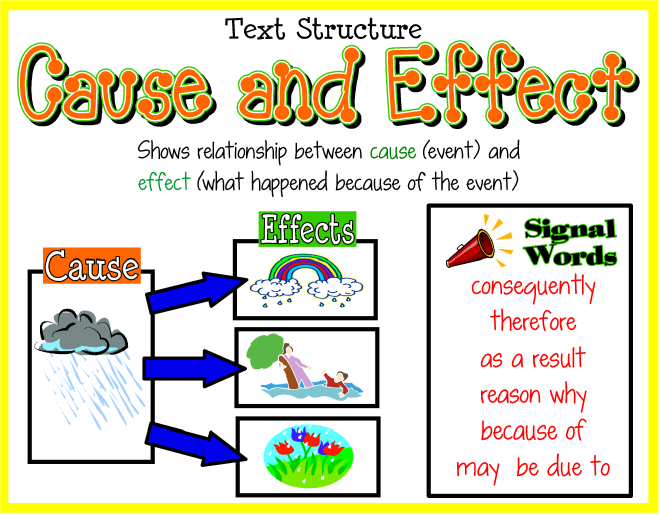 Text Structure
Cause and Effect
Shows relationship between cause (event) and
effect (what happened because of the event)
Cause
Effects
Signal
Words
consequently
therefore
as a result
reason why
because of
may be due to